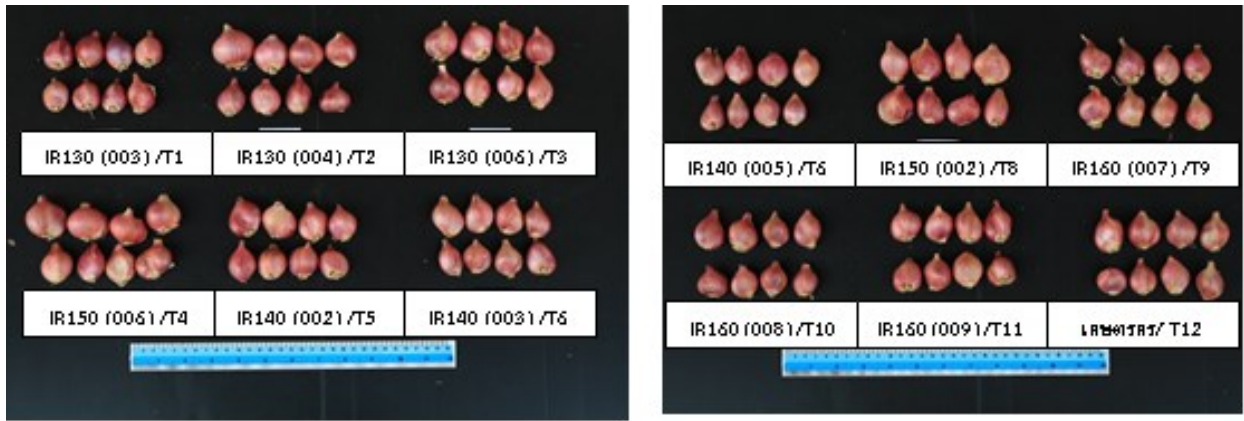 IR130 (003) /T1
IR130 (004) /T2
IR130 (006) /T3
IR150 (006) /T4
IR140 (002) /T5
IR140 (003) /T6
IR140 (005) /T6
IR150 (002) /T8
IR160 (007) /T9
IR160 (008) /T10
IR160 (009) /T11
/ T12